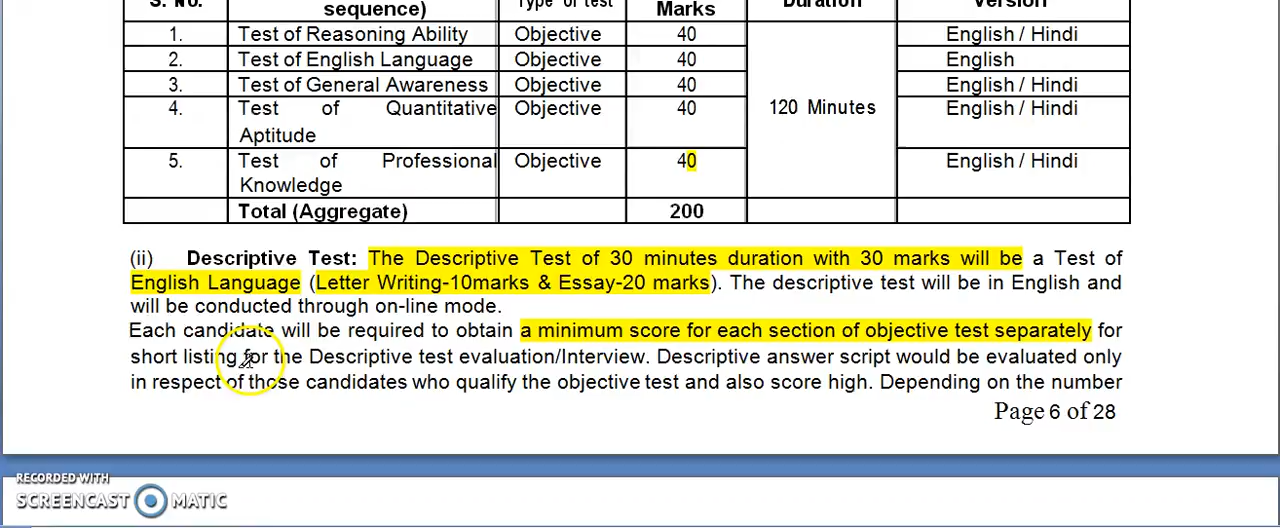 S. No.
sequence)
Type of test
Marks
Duration
Version
1. Test of Reasoning Ability Objective 40 English / Hindi
2. Test of English Language Objective 40 English
3. Test of General Awareness Objective 40 English / Hindi
4. Test of Quantitative Objective 40 120 Minutes English / Hindi
Aptitude
5. Test of Professional Objective 40 English / Hindi
Knowledge
Total (Aggregate) 200
(ii) Descriptive Test: The Descriptive Test of 30 minutes duration with 30 marks will be a Test of
English Language (Letter Writing-10marks & Essay-20 marks). The descriptive test will be in English and
will be conducted through on-line mode.
Each candidate will be required to obtain a minimum score for each section of objective test separately for
short listing for the Descriptive test evaluation/Interview. Descriptive answer script would be evaluated only
in respect of those candidates who qualify the objective test and also score high. Depending on the number
Page 6 of 28
RECORDED WITH
SCREENCAST MATIC